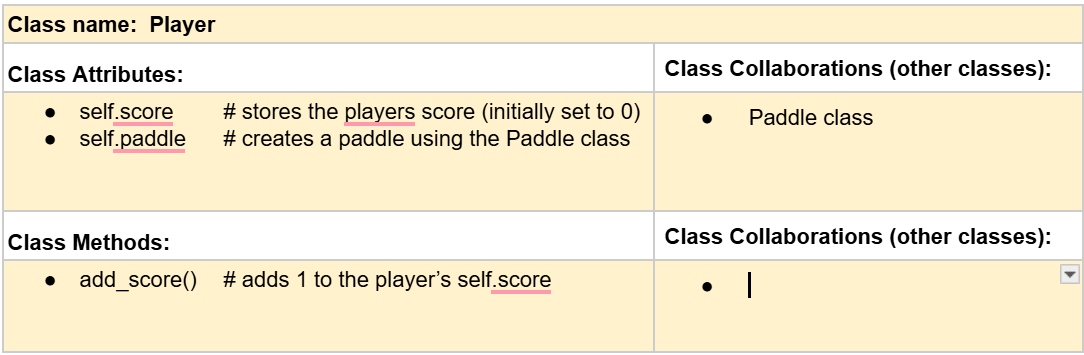 Class name: Player
Class Attributes:
Class Collaborations (other classes):
● self.score # stores the players score (initially set to 0)
● self.paddle # creates a paddle using the Paddle class
● Paddle class
Class Methods:
Class Collaborations (other classes):
● add_score() # adds 1 to the player’s self.score
●